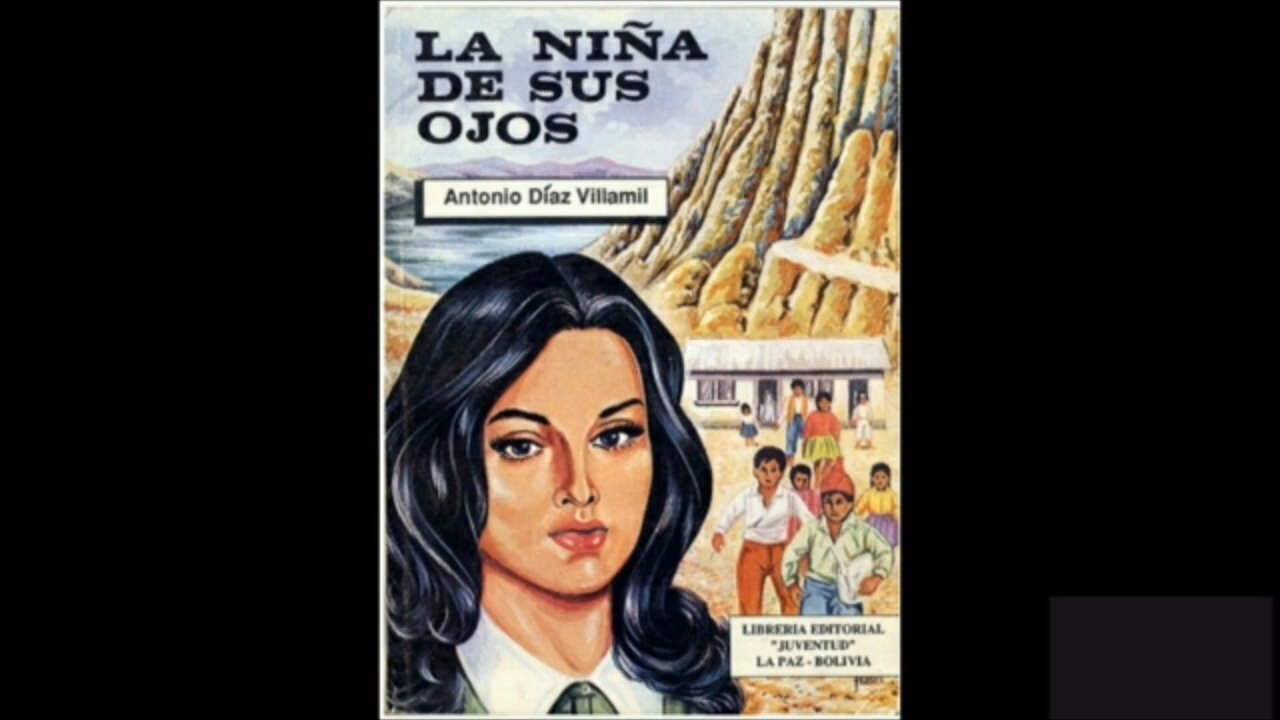 LA NIÑA
DE SUS
OJOS
Antonio Díaz Villamil
LIBRERIA EDITORIAL
"JUVENTUD"
LA PAZ - BOLIVIA